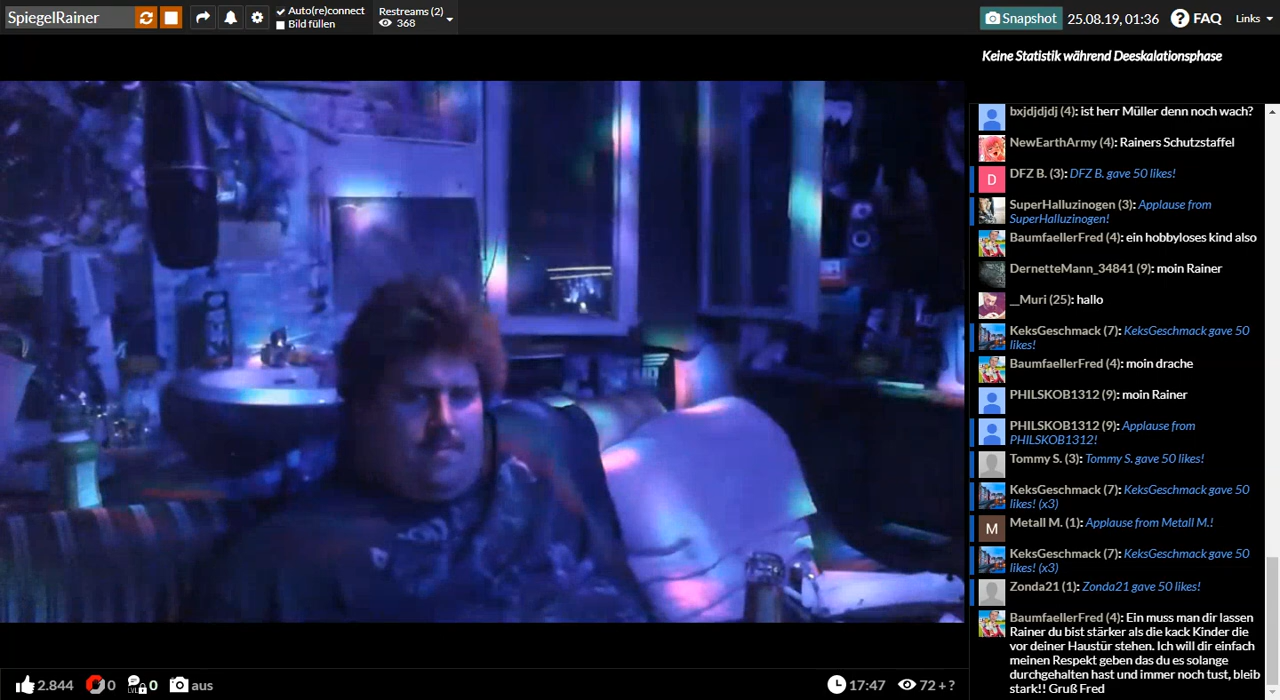 SpiegelRainer
Auto(re)connect
Bild füllen
Restreams (2)
368
Snapshot
25.08.19, 01:36
? FAQ
Links
Keine Statistik während Deeskalationsphase
bxjdjdjdj (4): ist herr Müller denn noch wach?
NewEarthArmy (4): Rainers Schutzstaffel
D
DFZ B. (3): DFZ B. gave 50 likes!
SuperHalluzinogen (3): Applause from
SuperHalluzinogen!
BaumfaellerFred (4): ein hobbyloses kind also
DernetteMann_34841 (9): moin Rainer
__Muri (25): hallo
KeksGeschmack (7): KeksGeschmack gave 50
likes!
BaumfaellerFred (4): moin drache
PHILSKOB1312 (9): moin Rainer
PHILSKOB1312 (9): Applause from
PHILSKOB1312!
Tommy S. (3): Tommy S. gave 50 likes!
KeksGeschmack (7): KeksGeschmack gave 50
likes! (x3)
M
Metall M. (1): Applause from Metall M.!
KeksGeschmack (7): KeksGeschmack gave 50
likes! (x3)
Zonda21 (1): Zonda21 gave 50 likes!
BaumfaellerFred (4): Ein muss man dir lassen
Rainer du bist stärker als die kack Kinder die
vor deiner Haustür stehen. Ich will dir einfach
meinen Respekt geben das du es solange
durchgehalten hast und immer noch tust, bleib
stark!! Gruß Fred
2.844
0
LVL 0
aus
17:47
72 + ?